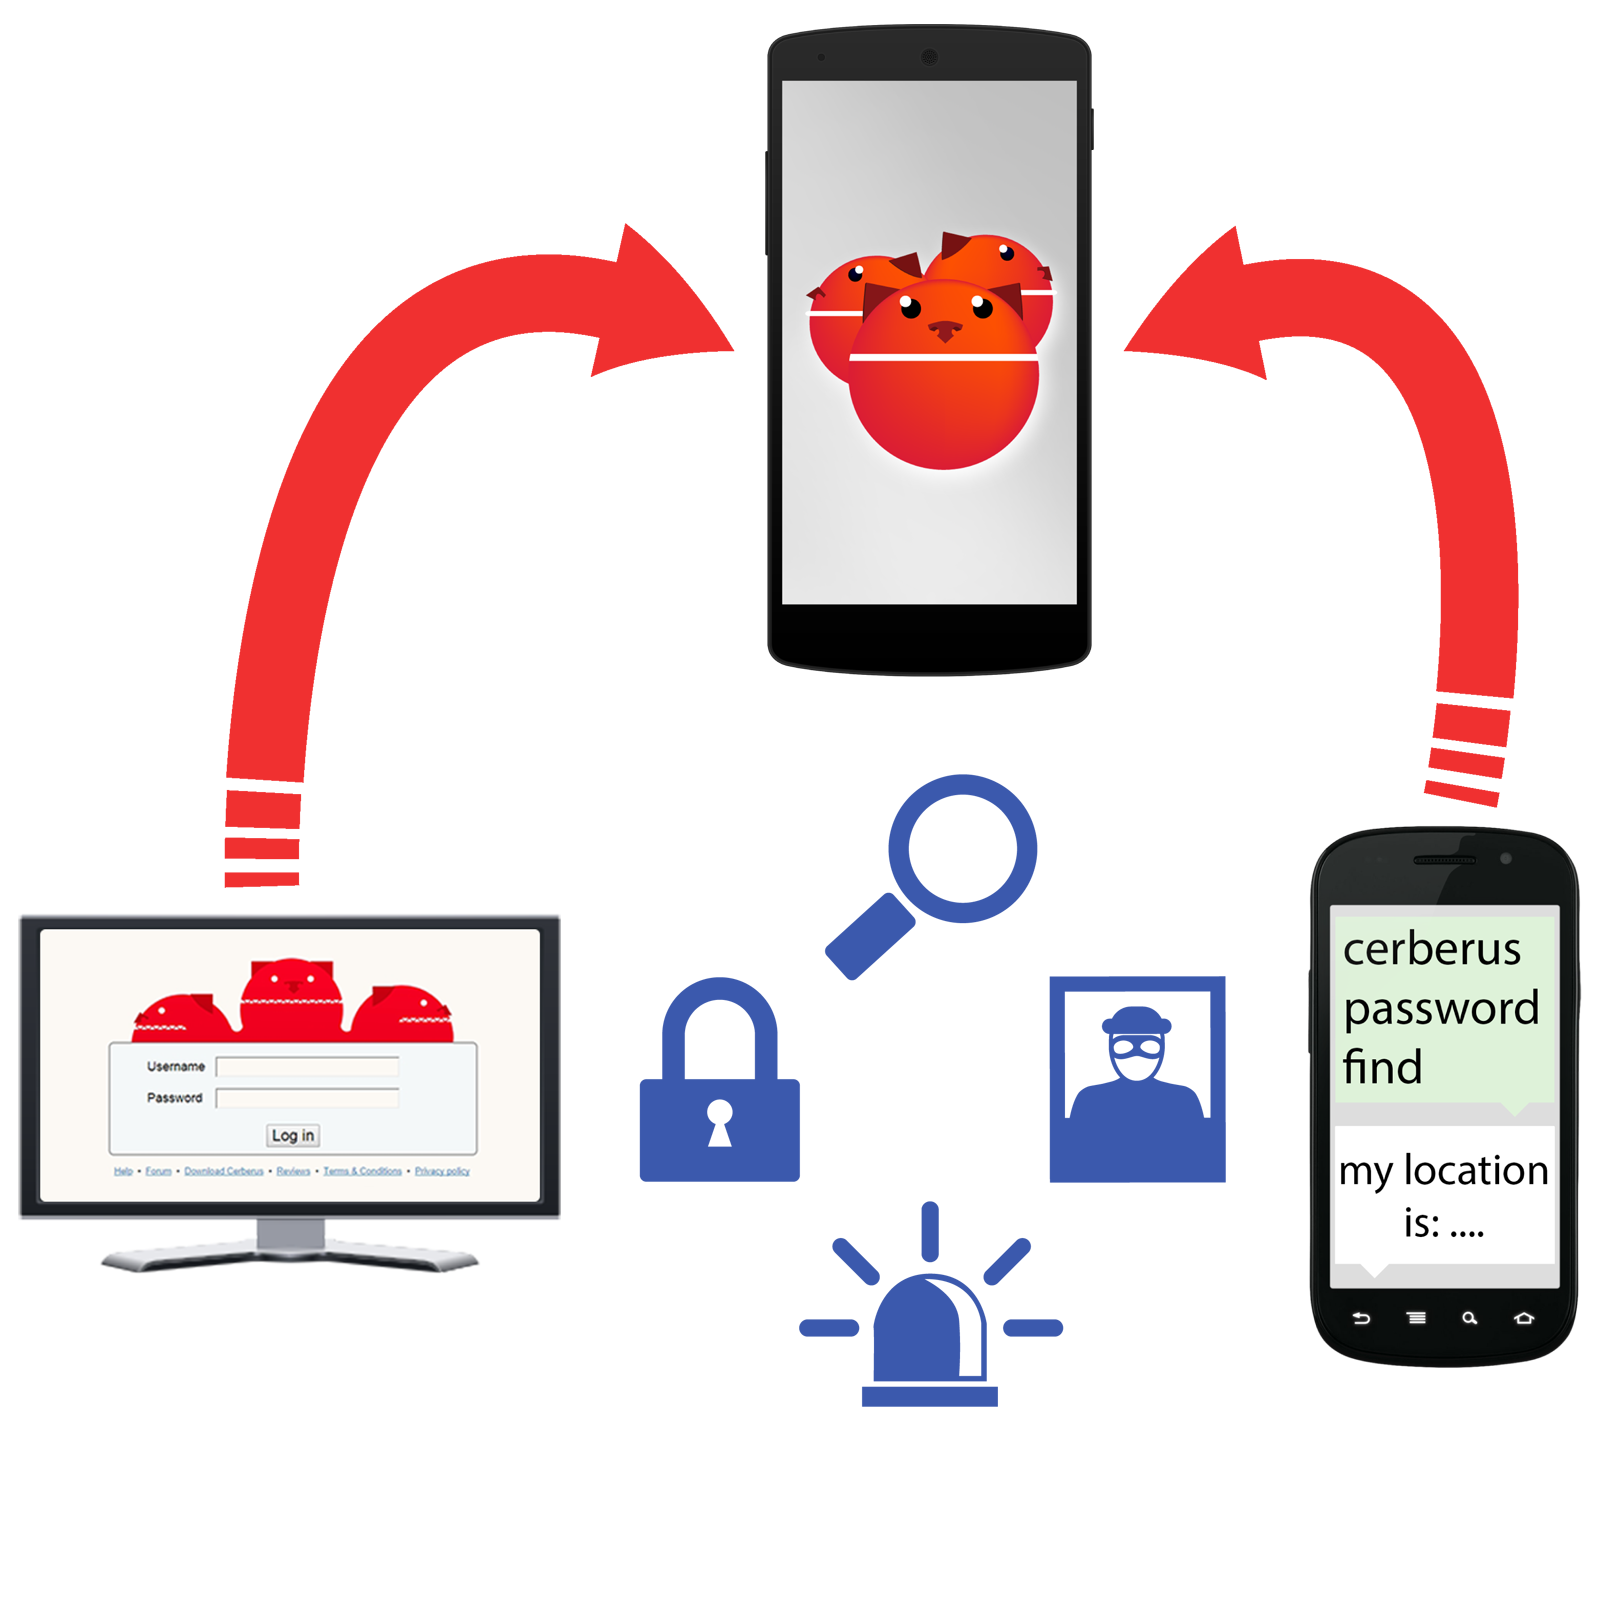 Username
Password
Log in
Help • Forum • Download Cerberus • Reviews • Terms & Conditions • Privacy policy
cerberus
password
find
my location
is: ....